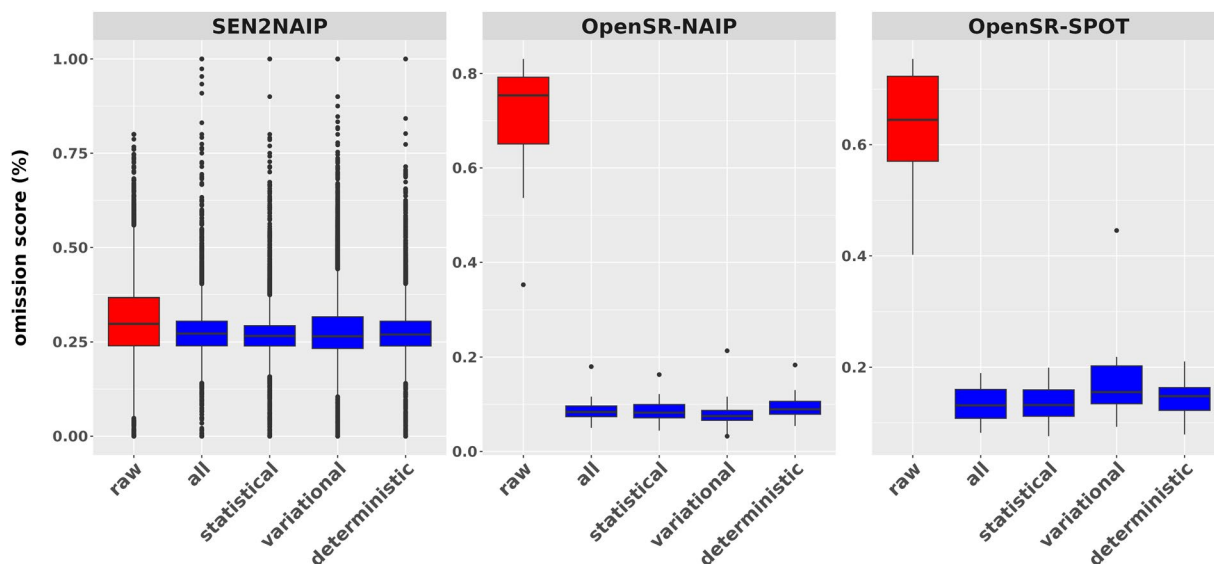 SEN2NAIP OpenSR-NAIP OpenSR-SPOT
omission score (%)
1.00
0.75
0.50
0.25
0.00
raw all statistical variational deterministic
0.8
0.6
0.4
0.2
0.0
raw all statistical variational deterministic
0.6
0.4
0.2
raw all statistical variational deterministic